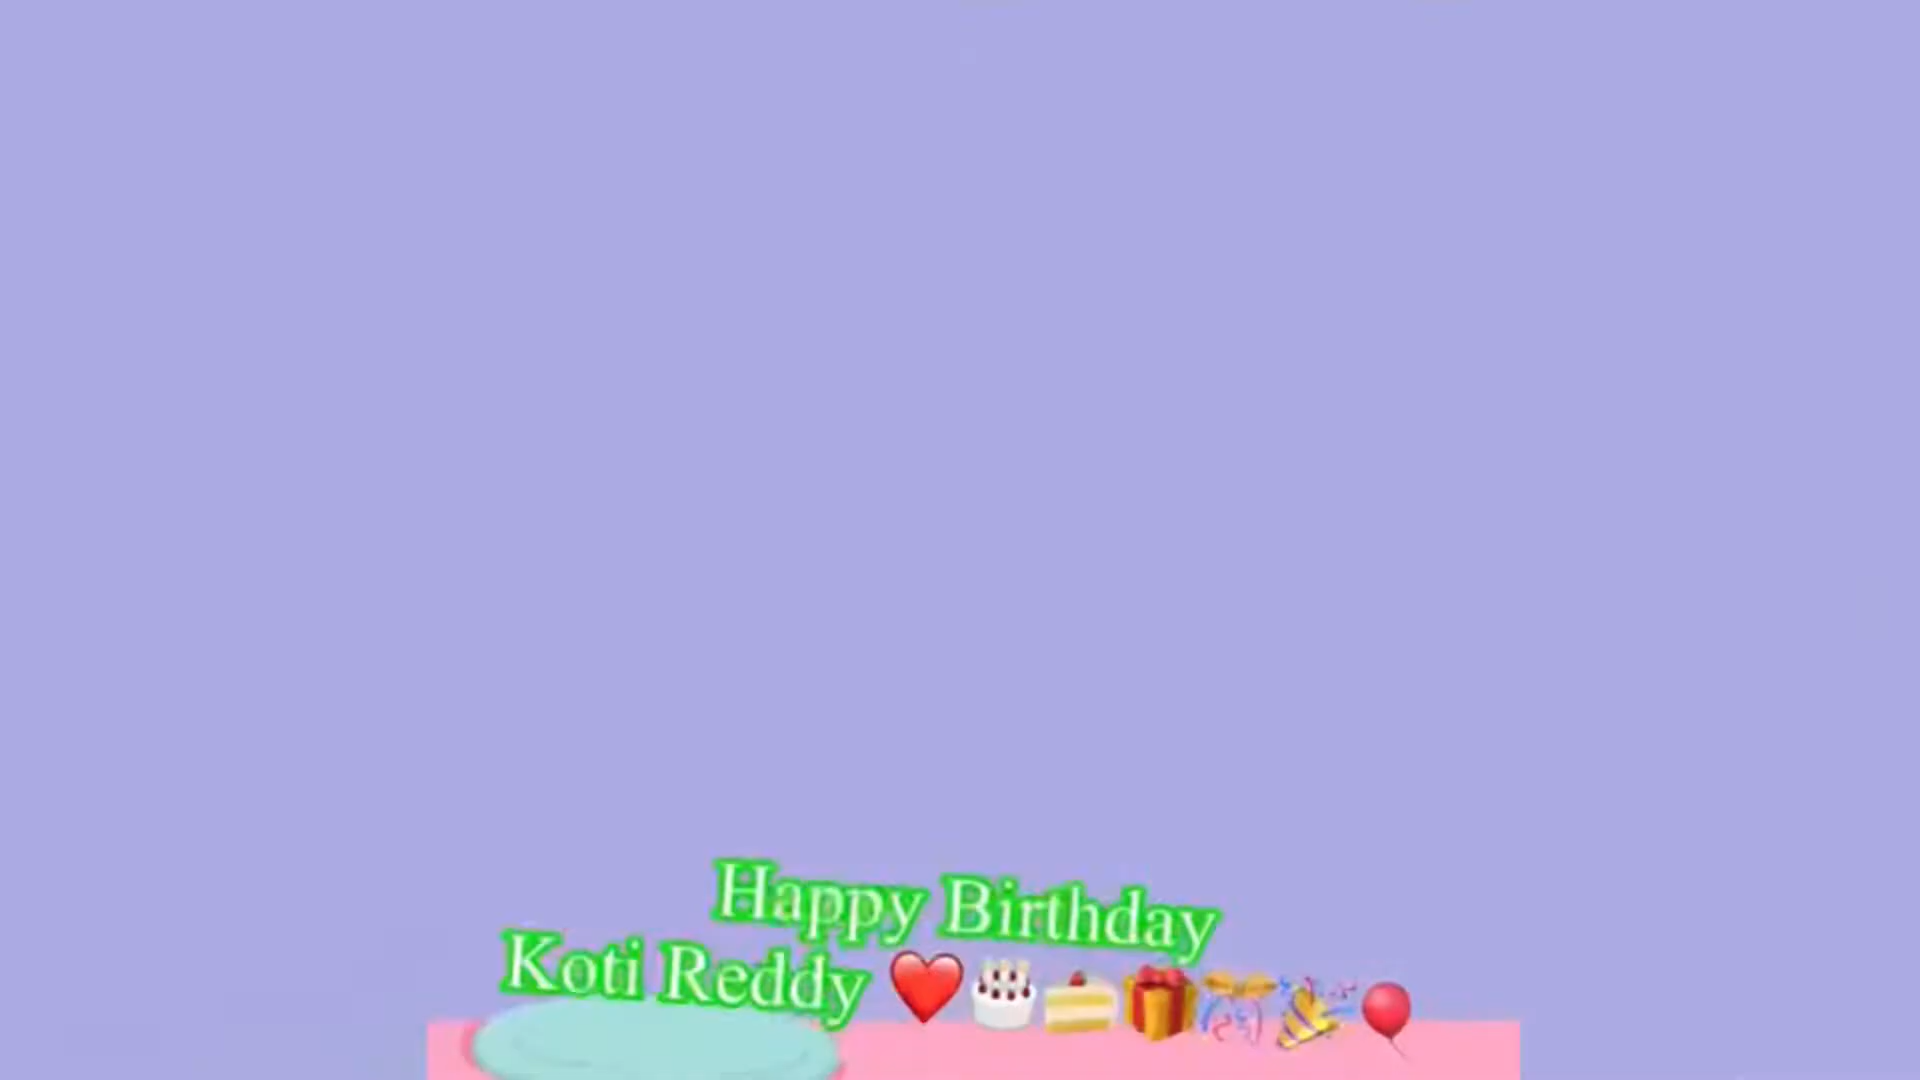 Happy Birthday
Koti Reddy ❤️🎂🍰🎁🎊🎉🎈